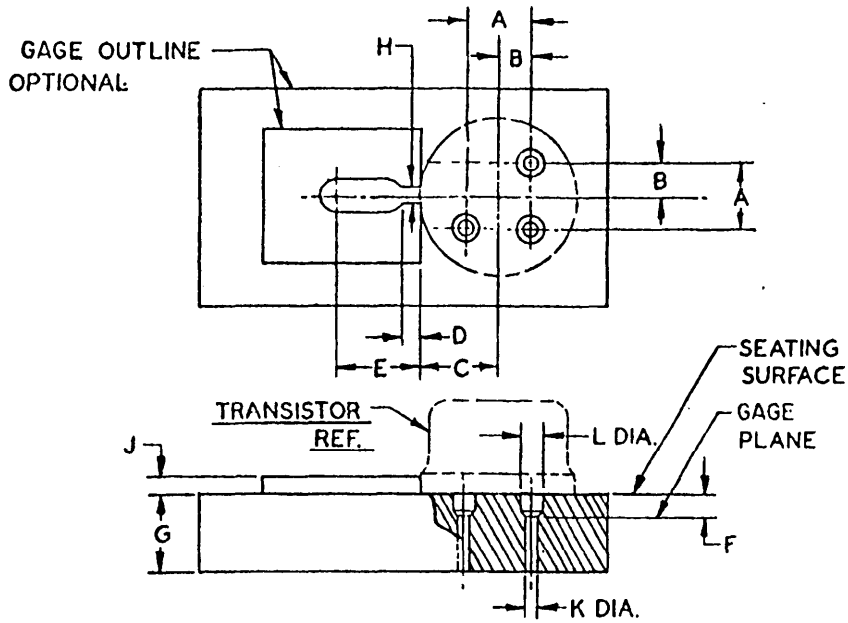 A
H
B
GAGE OUTLINE
OPTIONAL
B
A
D
E
C
SEATING
SURFACE
TRANSISTOR
REF.
L DIA.
GAGE
PLANE
J
G
F
K DIA.